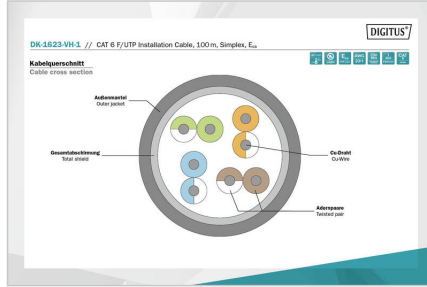 DIGITUS®
DK-1623-VH-1 // CAT 6 F/UTP Installation Cable, 100 m, Simplex, Eca
Kabelquerschnitt
Cable cross section
Außenmantel
Outer jacket
Gesamtabschirmung
Total shield
Cu-Draht
Cu-Wire
Adernpaare
Twisted pair